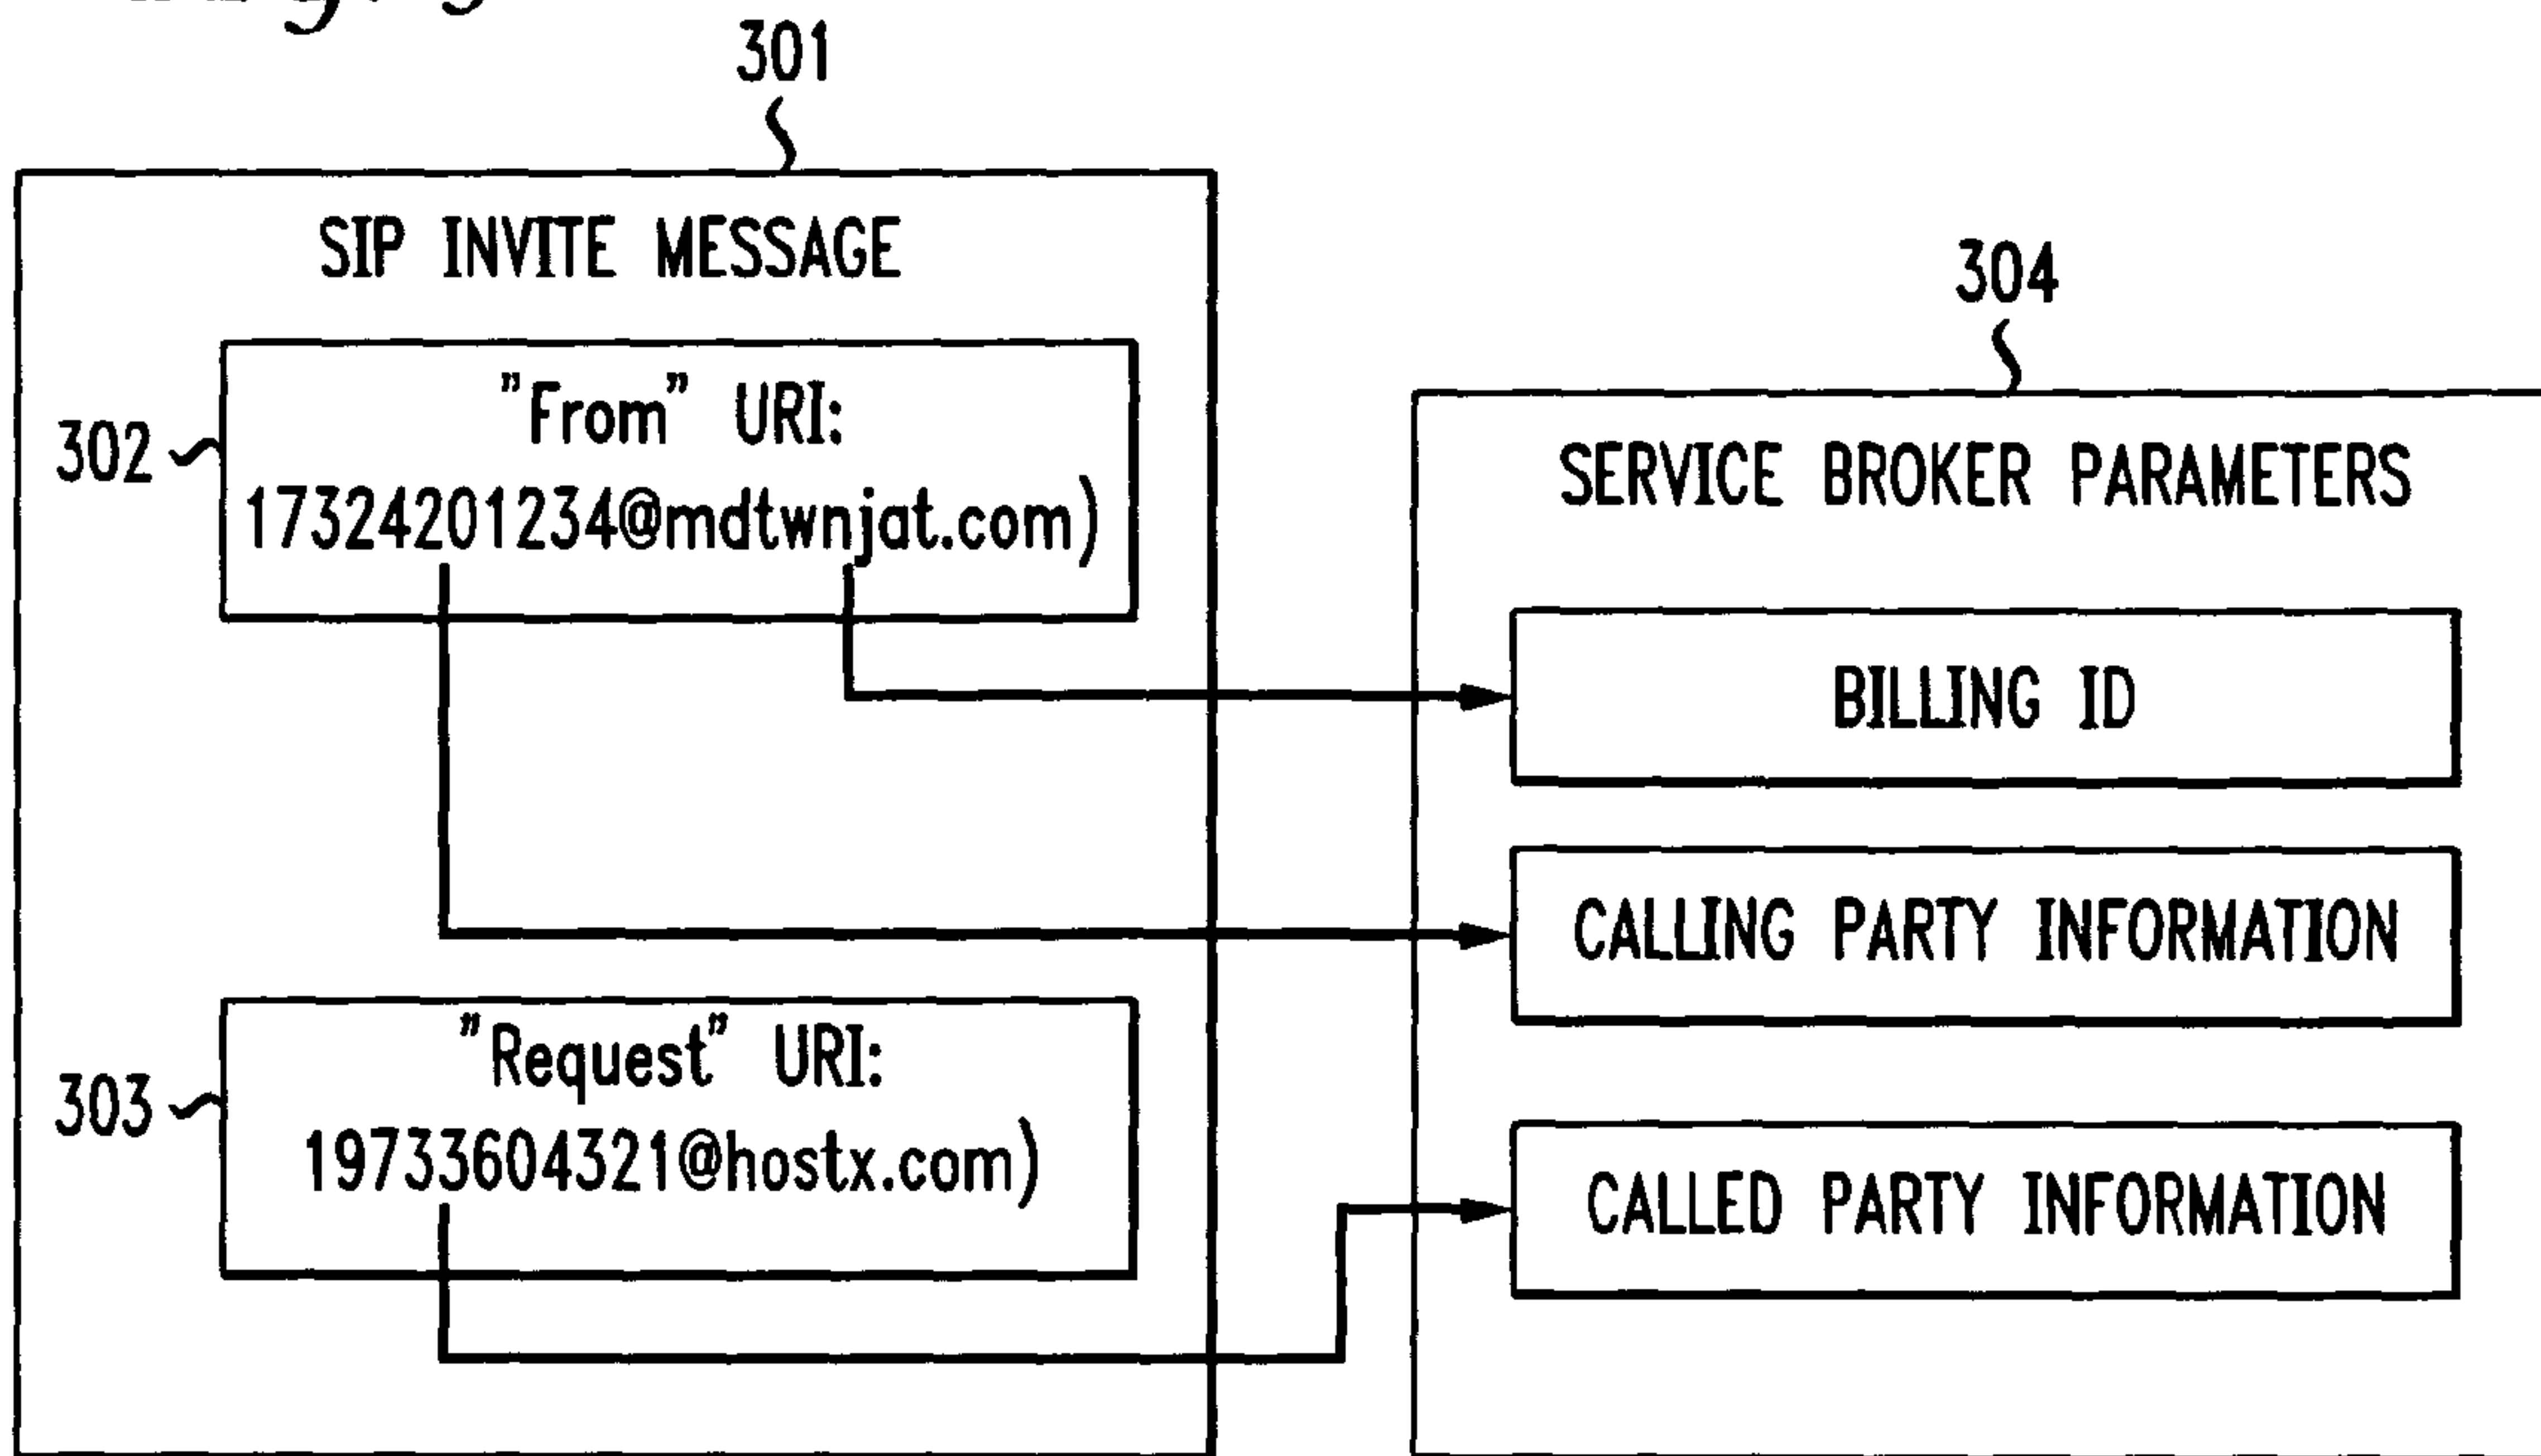 301
SIP INVITE MESSAGE
302
"From" URI:
17324201234@mdtwnjat.com)
303
"Request" URI:
19733604321@hostx.com)
304
SERVICE BROKER PARAMETERS
BILLING ID
CALLING PARTY INFORMATION
CALLED PARTY INFORMATION